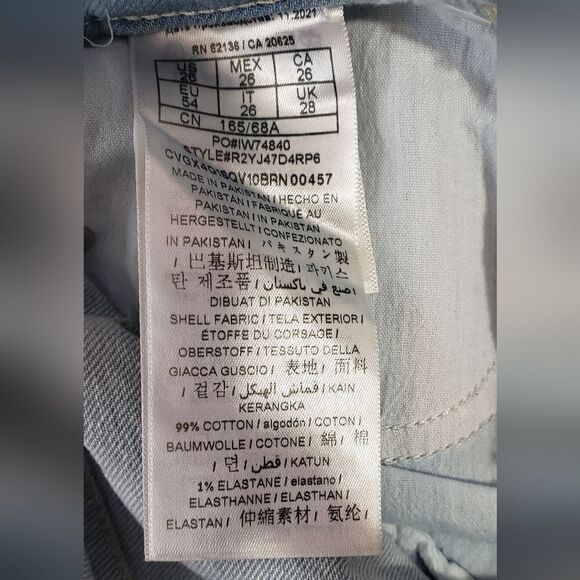 11.2021
RN 62136 / CA 20625
US 26 MEX 26 CA 26
EU 54 IT 26 UK 28
CN 165/68A
PO#IW74840
STYLE#R2YJ47D4RP6
00457
MADE IN PAKISTAN / HECHO EN
PAKISTAN / FABRIQUÉ AU
PAKISTAN / IN PAKISTAN
HERGESTELLT / CONFEZIONATO
IN PAKISTAN / パキスタン製
/ 巴基斯坦制造 / 파키스
탄 제조품 / صنع في باكستان /
DIBUAT DI PAKISTAN
SHELL FABRIC / TELA EXTERIOR /
ÉTOFFE DU CORSAGE /
OBERSTOFF / TESSUTO DELLA
GIACCA GUSCIO / 表地 / 面料
/ 겉감 / قماش الهيكل / KAIN
KERANGKA
99% COTTON / algodón / COTON /
BAUMWOLLE / COTONE / 綿 / 棉
/ 면 / قطن / KATUN
1% ELASTANE / elastano /
ELASTHANNE / ELASTHAN /
ELASTAN / 伸縮素材 / 氨纶 /